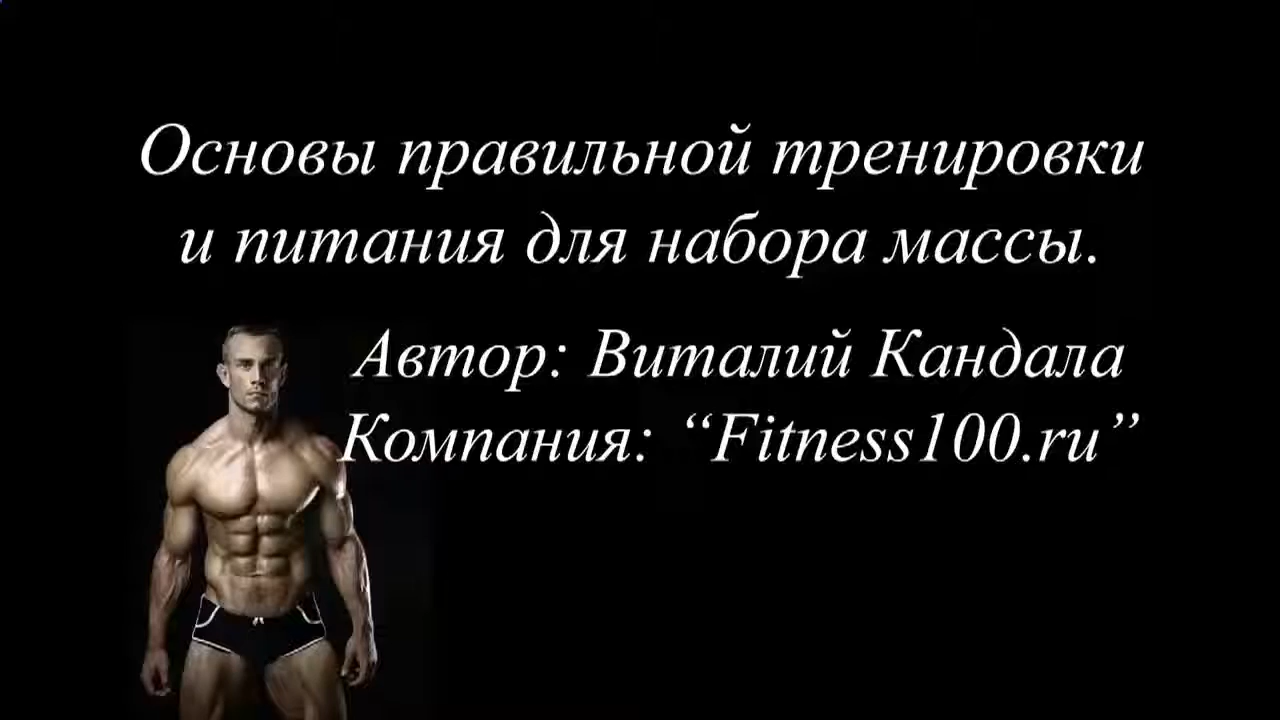 Основы правильной тренировки
и питания для набора массы.
Автор: Виталий Кандала
Компания: “Fitness100.ru”